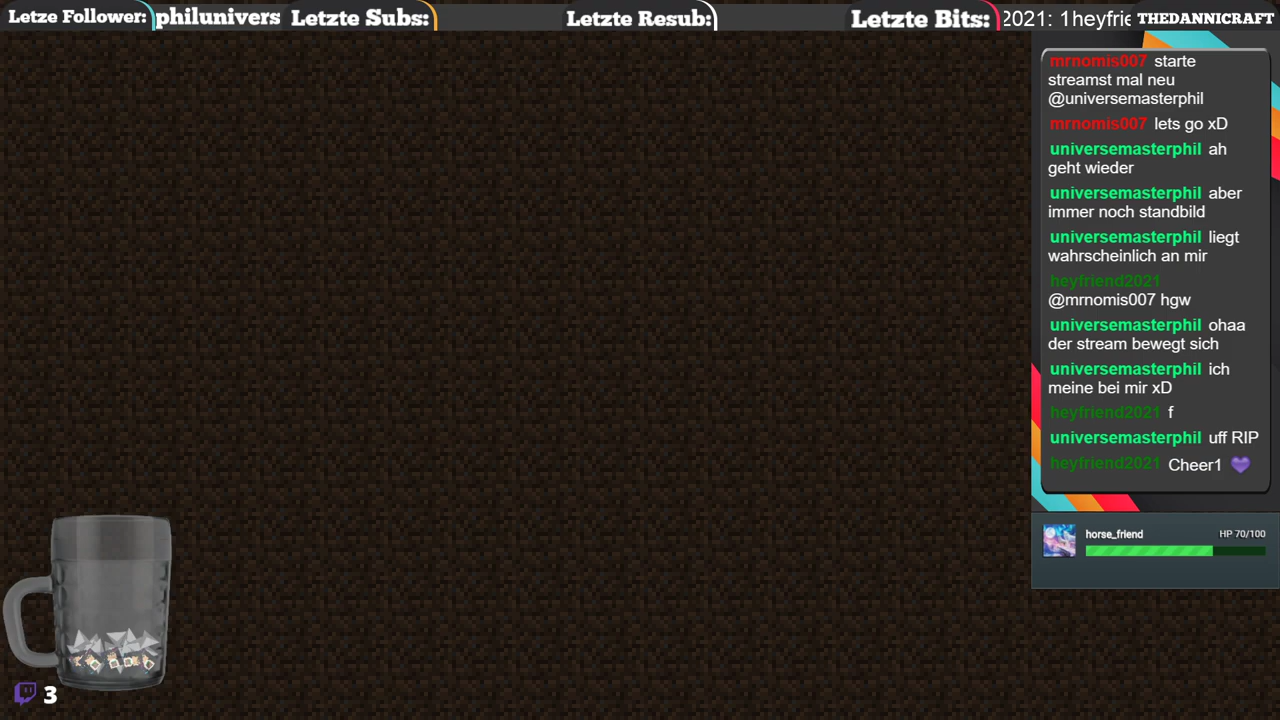 Letze Follower: philunivers Letzte Subs: Letzte Resub: Letzte Bits: 2021: 1heyfrie THEDANNICRAFT
mrnomis007 starte
streamst mal neu
@universemasterphil
mrnomis007 lets go xD
universemasterphil ah
geht wieder
universemasterphil aber
immer noch standbild
universemasterphil liegt
wahrscheinlich an mir
heyfriend2021
@mrnomis007 hgw
universemasterphil ohaa
der stream bewegt sich
universemasterphil ich
meine bei mir xD
heyfriend2021 f
universemasterphil uff RIP
heyfriend2021 Cheer1 💜
horse_friend HP 70/100
3